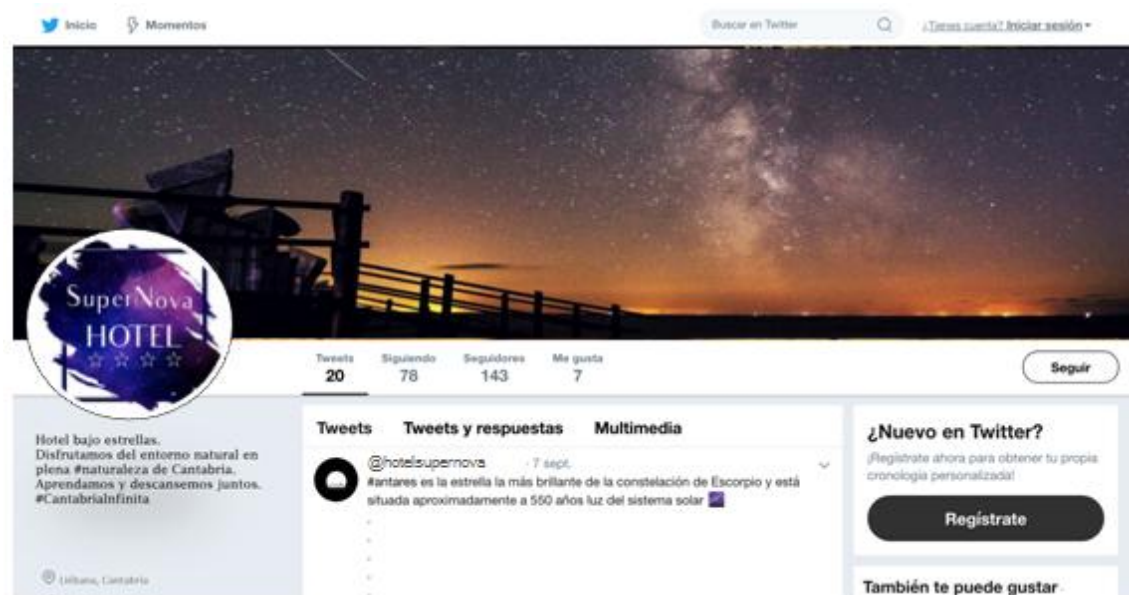 Inicio
Momentos
Buscar en Twitter
¿Tienes cuenta? Iniciar sesión
SuperNova
HOTEL
Tweets
20
Siguiendo
78
Seguidores
143
Me gusta
7
Seguir
Hotel bajo estrellas.
Disfrutamos del entorno natural en
plena #naturaleza de Cantabria.
Aprendamos y descansemos juntos.
#CantabriaInfinita
Liébana, Cantabria
Tweets
Tweets y respuestas
Multimedia
@hotelsupernova · 7 sept.
#antares es la estrella la más brillante de la constelación de Escorpio y está
situada aproximadamente a 550 años luz del sistema solar
¿Nuevo en Twitter?
¡Regístrate ahora para obtener tu propia
cronología personalizada!
Regístrate
También te puede gustar